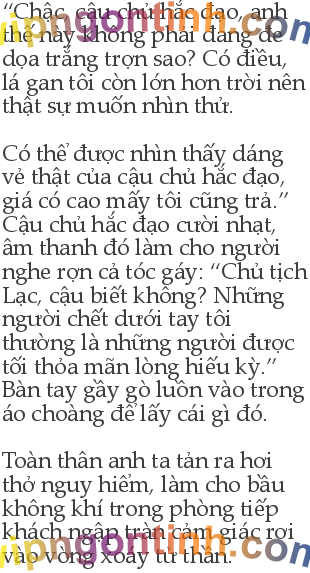 “Chậc, cậu chủ hắc đạo, anh
thế này không phải đang đe
dọa trắng trợn sao? Có điều,
lá gan tôi còn lớn hơn trời nên
thật sự muốn nhìn thử.
Có thể được nhìn thấy dáng
vẻ thật của cậu chủ hắc đạo,
giá có cao mấy tôi cũng trả.”
Cậu chủ hắc đạo cười nhạt,
âm thanh đó làm cho người
nghe rợn cả tóc gáy: “Chủ tịch
Lạc, cậu biết không? Những
người chết dưới tay tôi
thường là những người được
tôi thỏa mãn lòng hiếu kỳ.”
Bàn tay gầy gò luồn vào trong
áo choàng để lấy cái gì đó.
Toàn thân anh ta tản ra hơi
thở nguy hiểm, làm cho bầu
không khí trong phòng tiếp
khách ngập tràn cảm giác rơi
vào vòng xoáy tử thần.
vipngontinh.com
vipngontinh.com